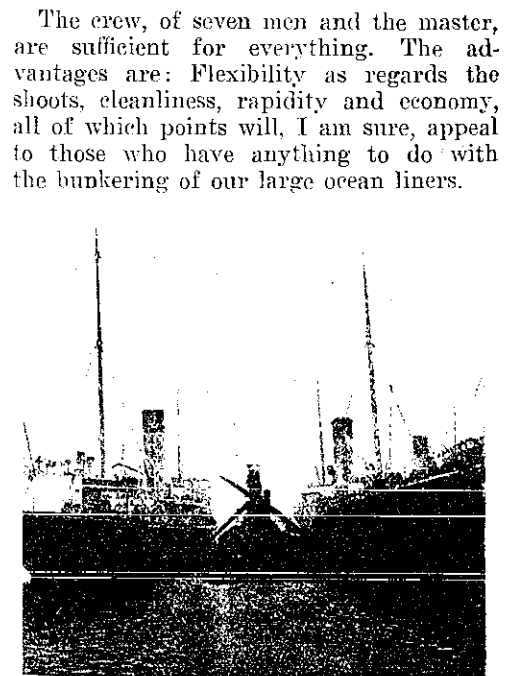 The crew, of seven men and the master,
are sufficient for everything. The ad-
vantages are: Flexibility as regards the
shoots, cleanliness, rapidity and economy,
all of which points will, I am sure, appeal
to those who have anything to do with
the bunkering of our large ocean liners.